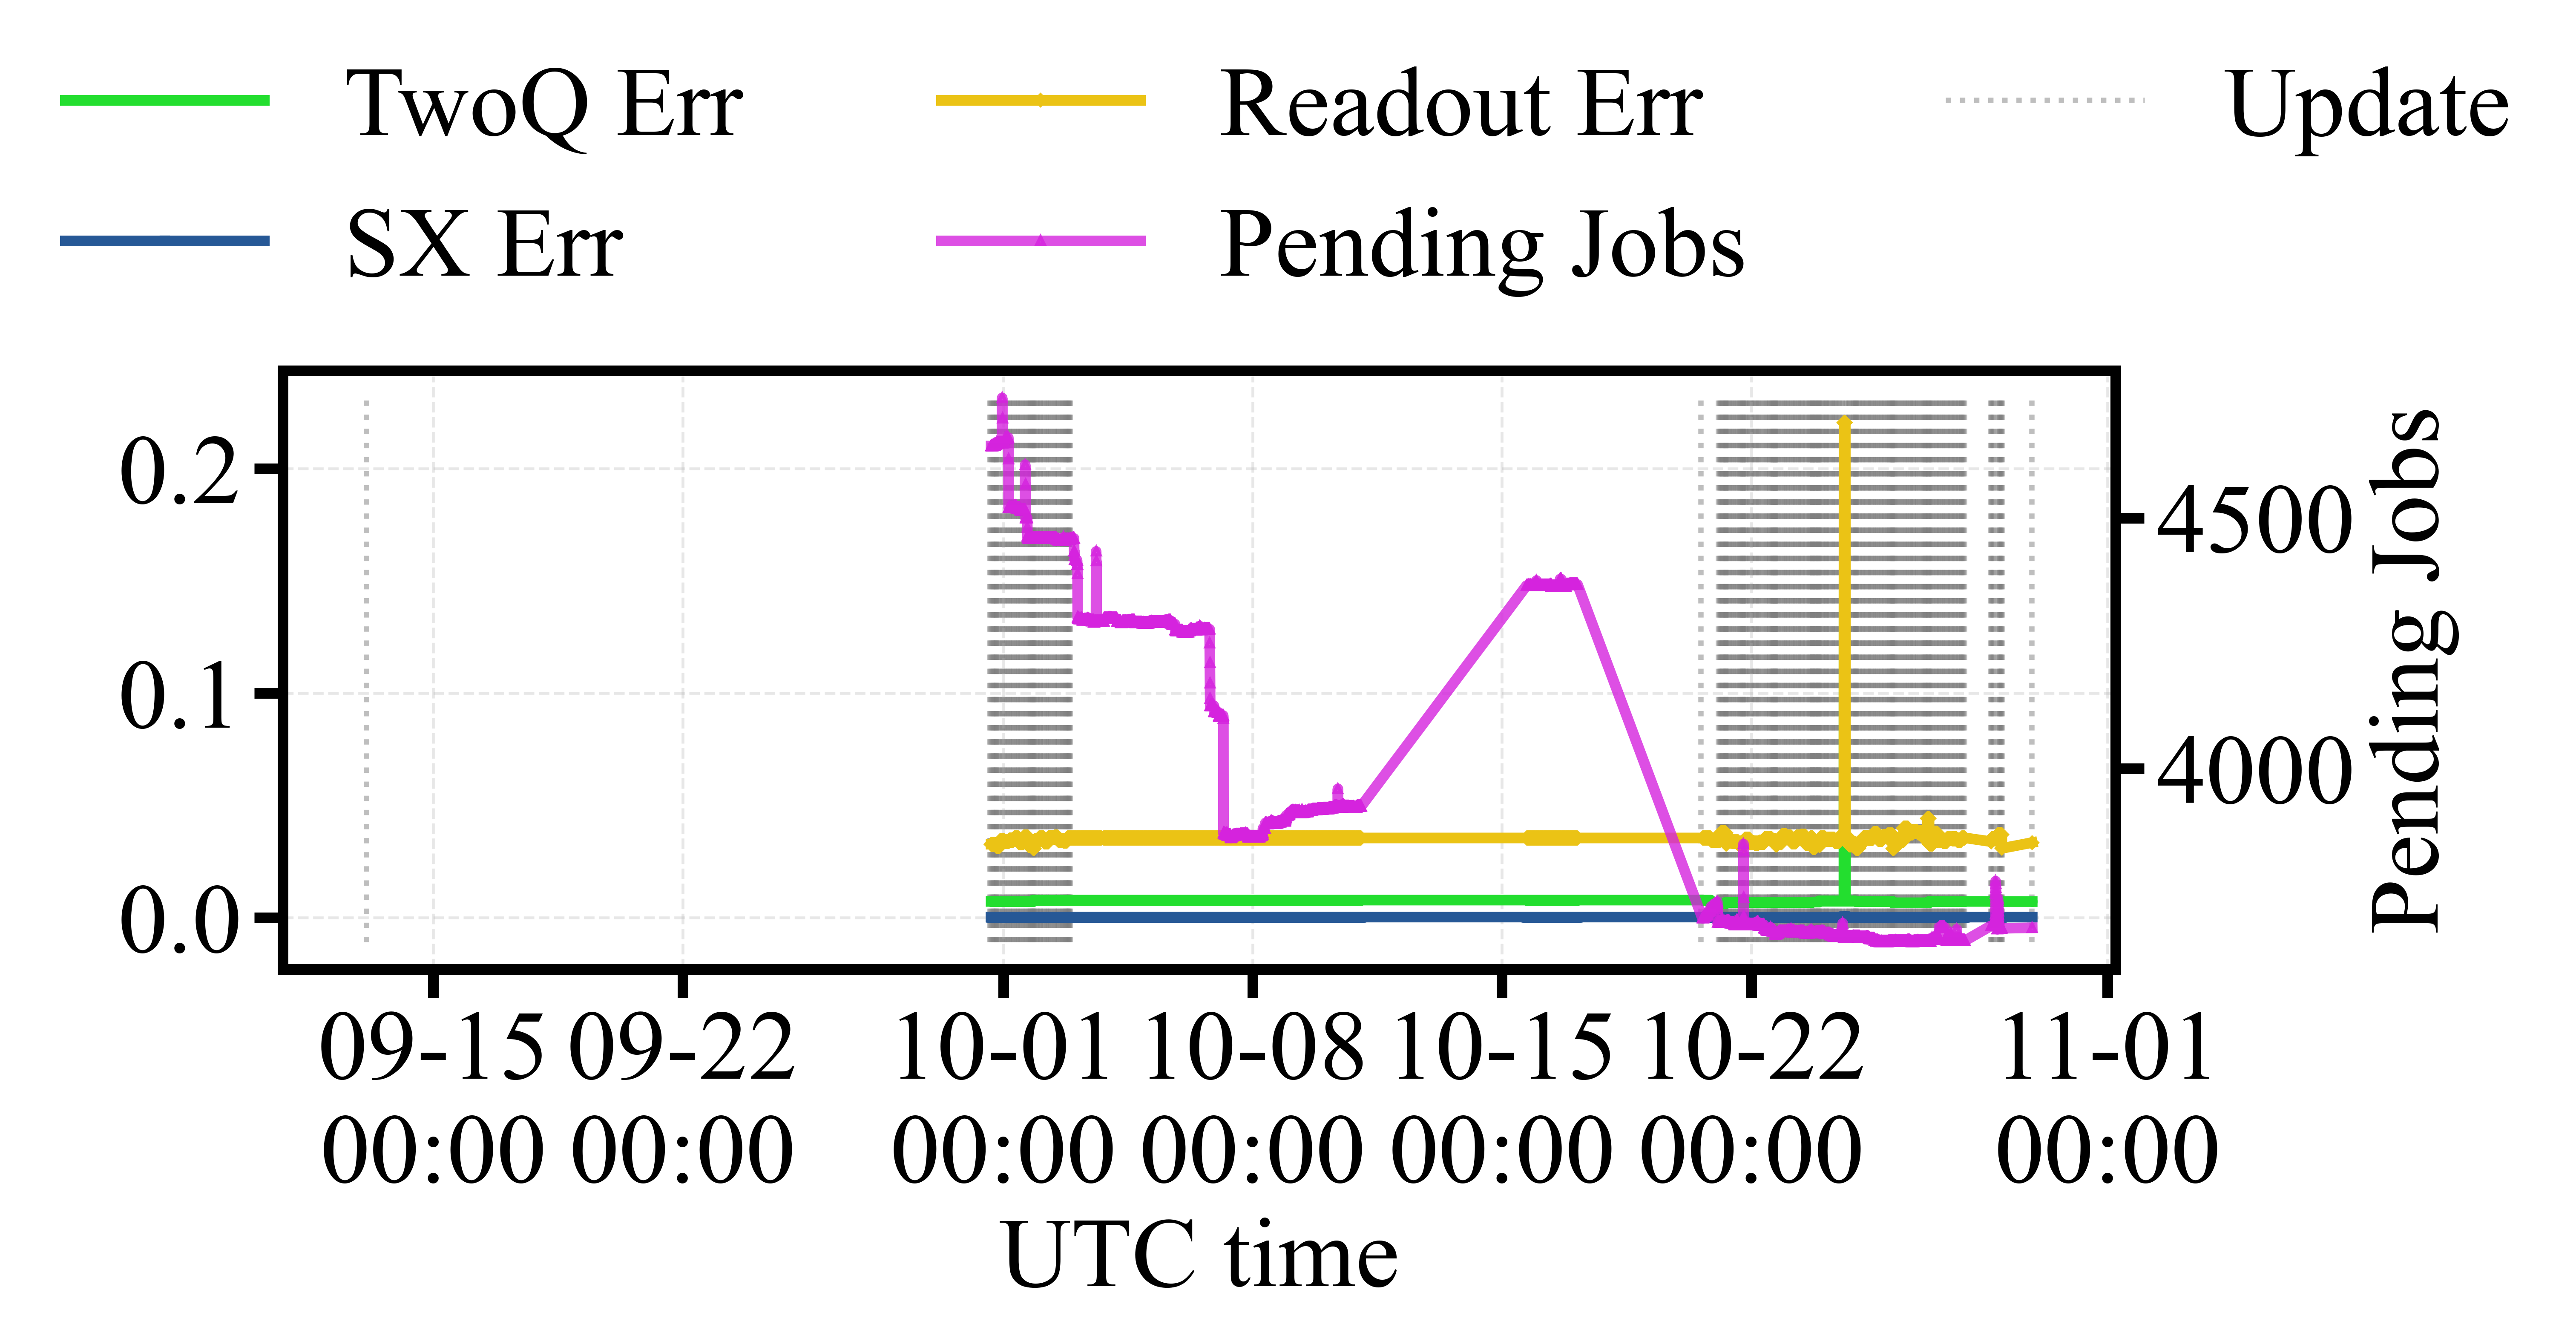 TwoQ Err
Readout Err
Update
SX Err
Pending Jobs
0.2
0.1
0.0
4500
4000
Pending Jobs
09-15 09-22 10-01 10-08 10-15 10-22 11-01
00:00 00:00 00:00 00:00 00:00 00:00 00:00
UTC time